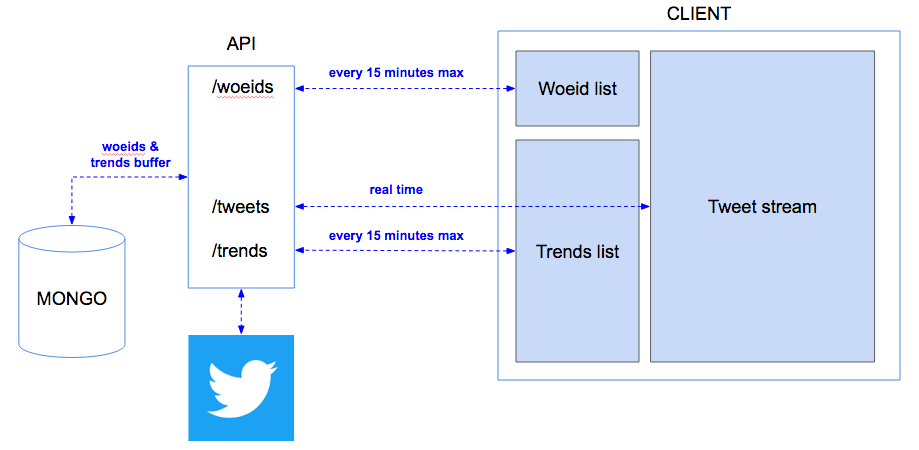 CLIENT
API
/woeids
every 15 minutes max
Woeid list
woeids &
trends buffer
/tweets
real time
Tweet stream
/trends
every 15 minutes max
Trends list
MONGO